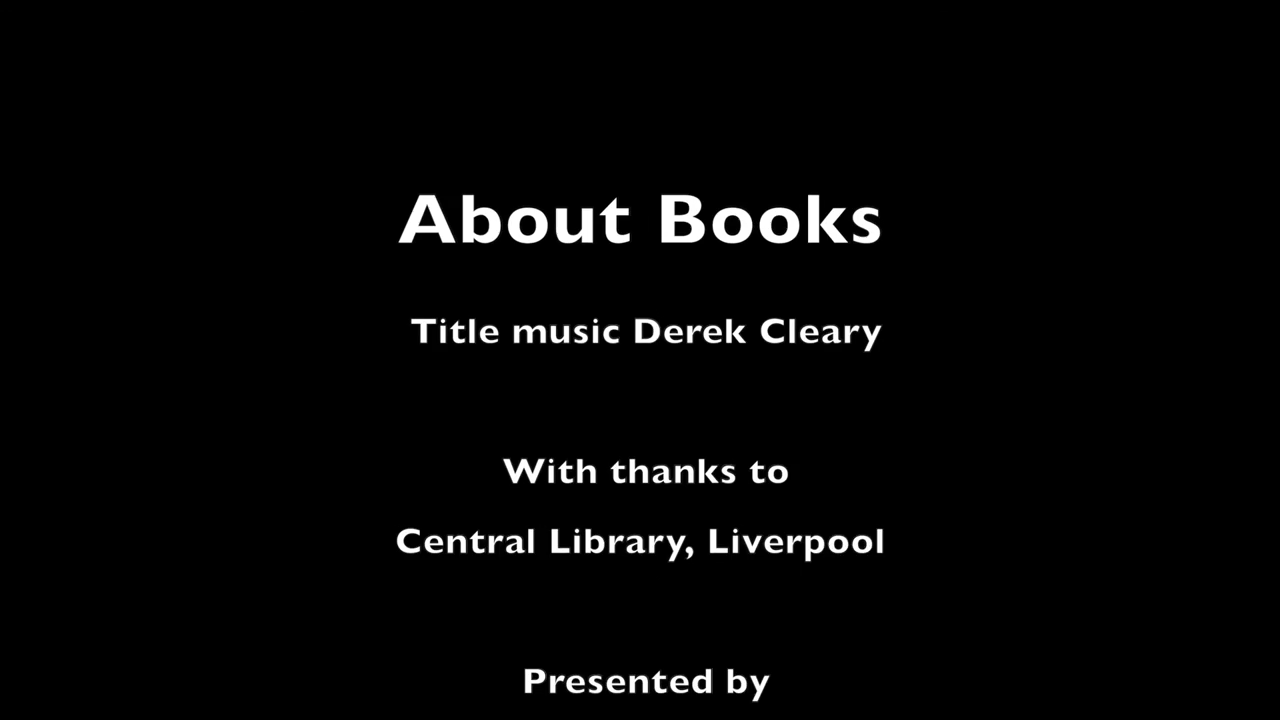 About Books
Title music Derek Cleary
With thanks to
Central Library, Liverpool
Presented by